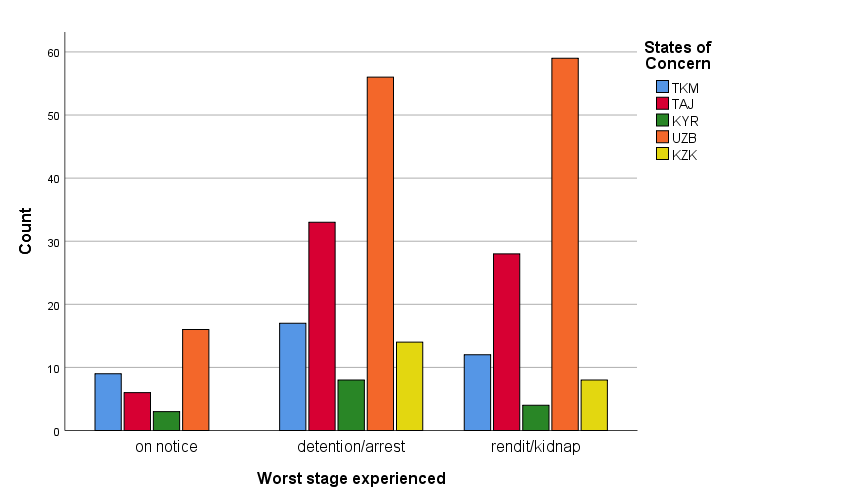 States of
Concern
TKM
TAJ
KYR
UZB
KZK
60
50
40
30
20
10
0
Count
on notice
detention/arrest
rendit/kidnap
Worst stage experienced